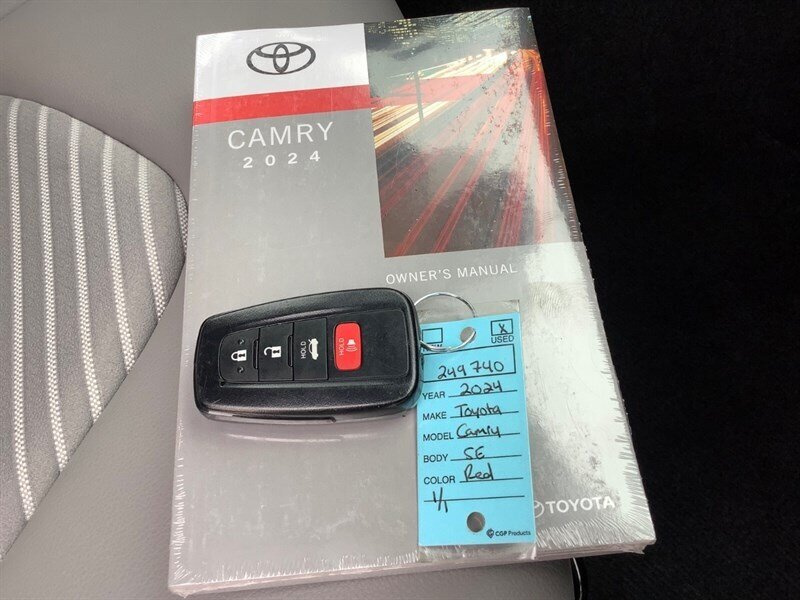 CAMRY
2024
OWNER'S MANUAL
TOYOTA
HOLD
HOLD
X
USED
249740
YEAR 2024
MAKE Toyota
MODEL Camry
BODY SE
COLOR Red
1/1
CGP Products